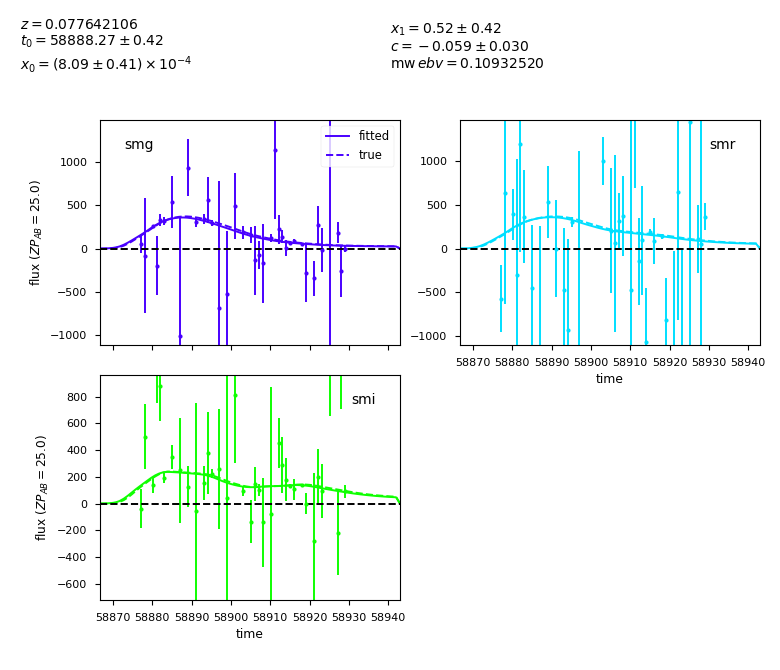 z = 0.077642106
t₀ = 58888.27 ± 0.42
x₀ = (8.09 ± 0.41) × 10⁻⁴
x₁ = 0.52 ± 0.42
c = −0.059 ± 0.030
mw ebv = 0.10932520
smg
fitted
true
1000
500
0
−500
−1000
flux (ZP_AB = 25.0)
smr
1000
500
0
−500
−1000
58870 58880 58890 58900 58910 58920 58930 58940
time
smi
800
600
400
200
0
−200
−400
−600
flux (ZP_AB = 25.0)
58870 58880 58890 58900 58910 58920 58930 58940
time